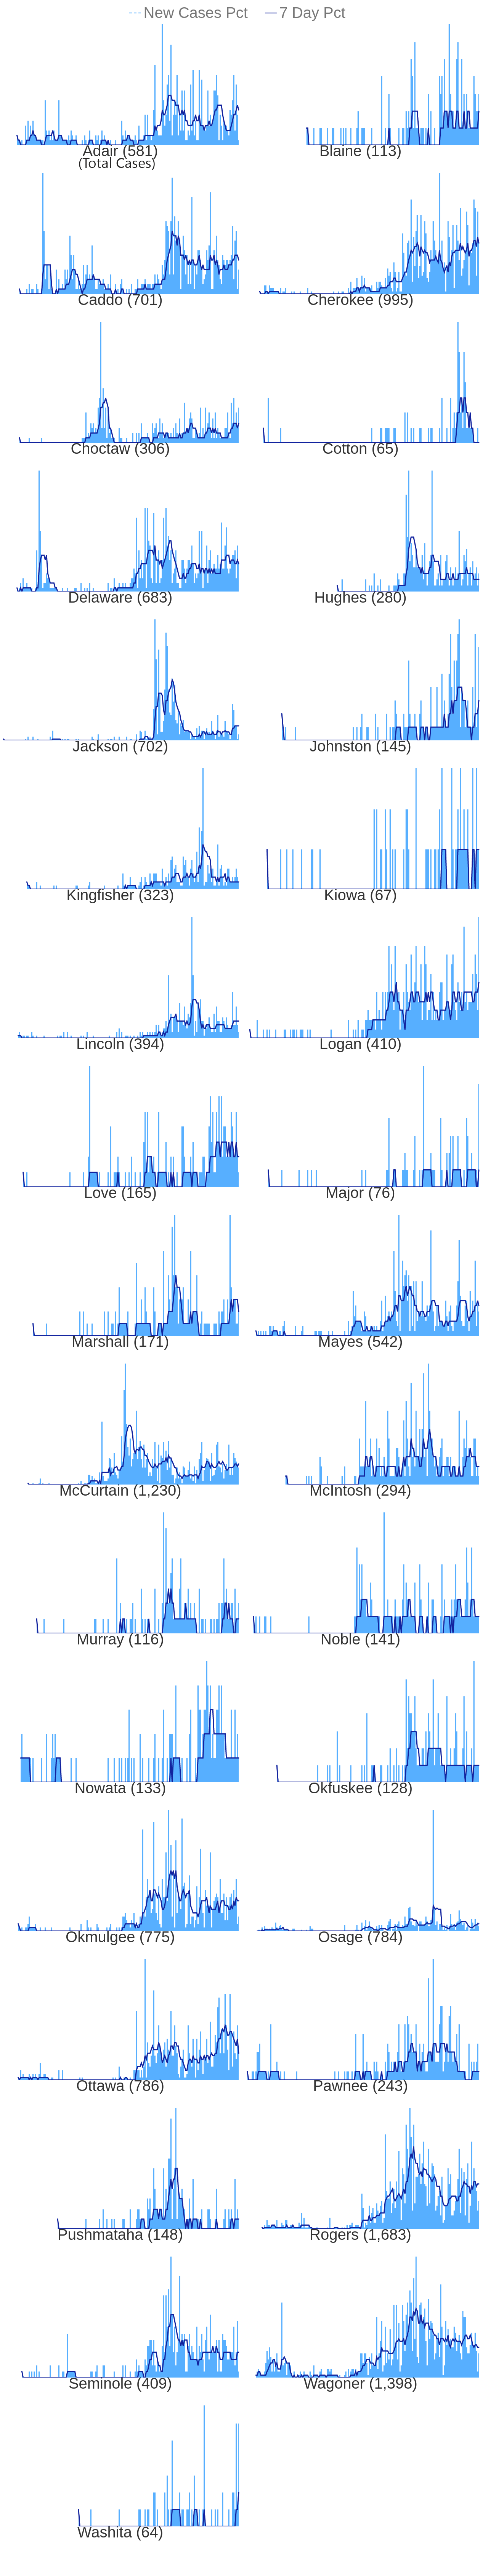 New Cases Pct 7 Day Pct
Adair (581) Blaine (113)
(Total Cases)
Caddo (701) Cherokee (995)
Choctaw (306) Cotton (65)
Delaware (683) Hughes (280)
Jackson (702) Johnston (145)
Kingfisher (323) Kiowa (67)
Lincoln (394) Logan (410)
Love (165) Major (76)
Marshall (171) Mayes (542)
McCurtain (1,230) McIntosh (294)
Murray (116) Noble (141)
Nowata (133) Okfuskee (128)
Okmulgee (775) Osage (784)
Ottawa (786) Pawnee (243)
Pushmataha (148) Rogers (1,683)
Seminole (409) Wagoner (1,398)
Washita (64)